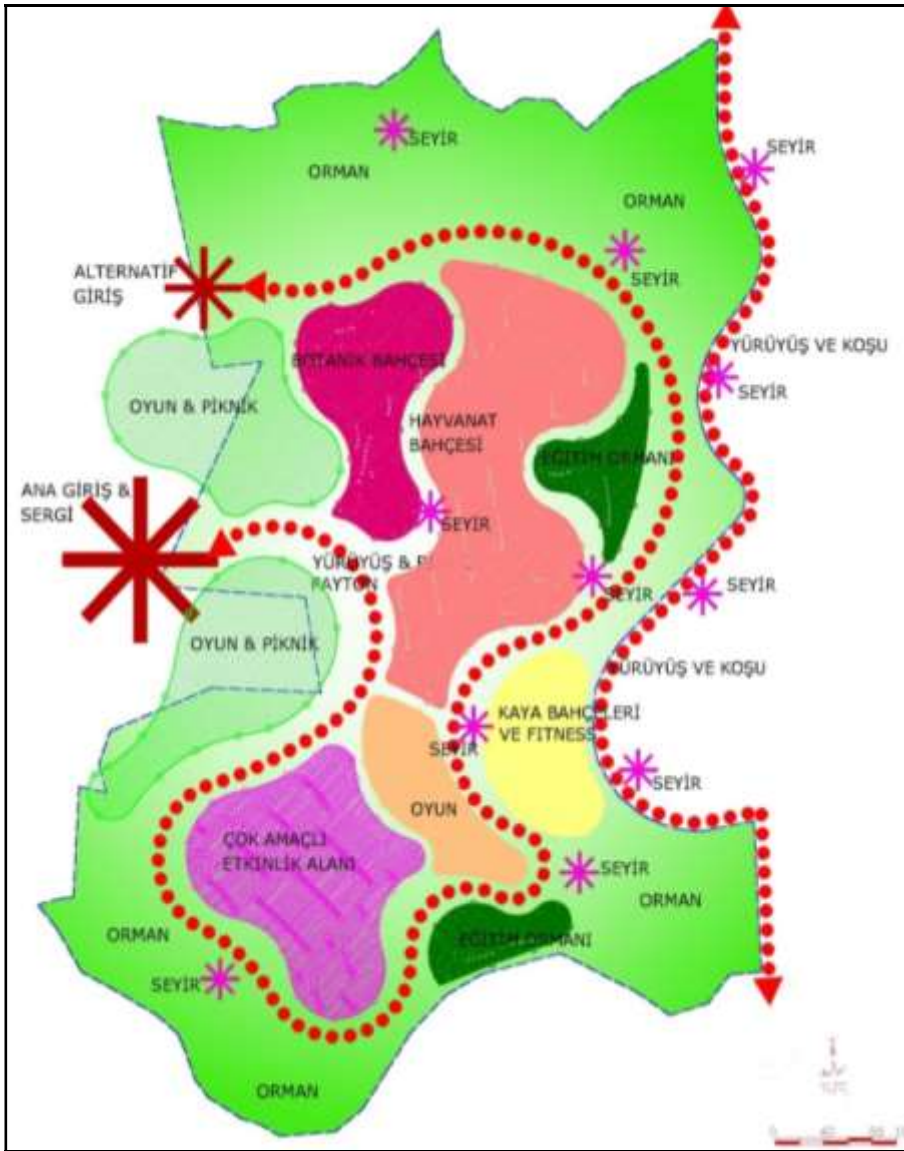 SEYİR
ORMAN
SEYİR
ORMAN
SEYİR
ALTERNATİF
GİRİŞ
YÜRÜYÜŞ VE KOŞU
SEYİR
BOTANİK BAHÇESİ
OYUN & PİKNİK
HAYVANAT
BAHÇESİ
EĞİTİM ORMANI
ANA GİRİŞ &
SERGİ
SEYİR
YÜRÜYÜŞ &
FAYTON
SEYİR
SEYİR
OYUN & PİKNİK
YÜRÜYÜŞ VE KOŞU
KAYA BAHÇELERİ
VE FITNESS
SEYİR
SEYİR
OYUN
ÇOK AMAÇLI
ETKINLIK ALANI
SEYİR
ORMAN
ORMAN
EĞİTİM ORMANI
SEYİR
ORMAN